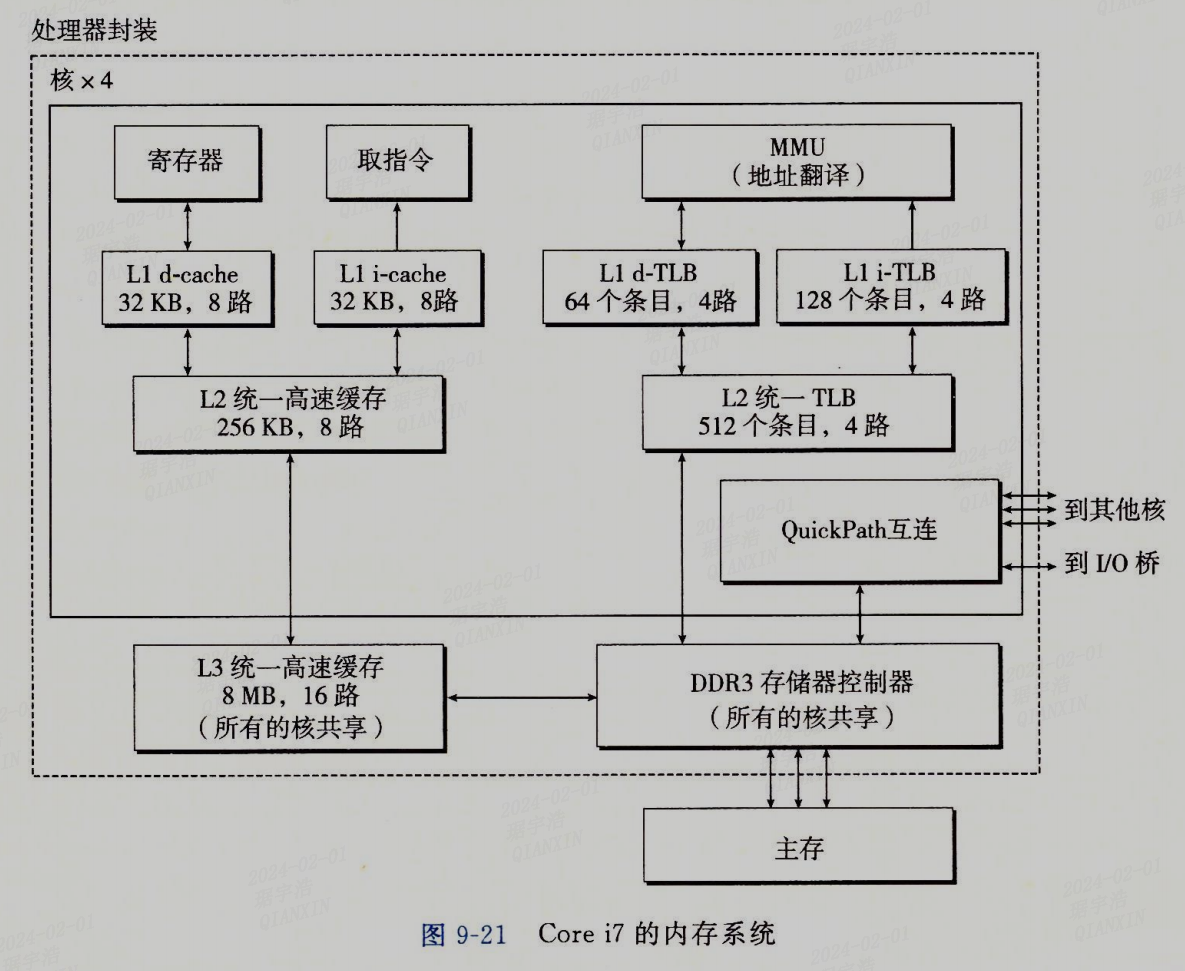 处理器封装
核×4
寄存器
取指令
MMU
（地址翻译）
L1 d-cache
32 KB，8 路
L1 i-cache
32 KB，8路
L1 d-TLB
64 个条目，4路
L1 i-TLB
128 个条目，4 路
L2 统一高速缓存
256 KB，8 路
L2 统一 TLB
512 个条目，4 路
QuickPath互连
到其他核
到 I/O 桥
L3 统一高速缓存
8 MB，16 路
（所有的核共享）
DDR3 存储器控制器
（所有的核共享）
主存
图 9-21 Core i7 的内存系统
2024-02-01
QIANXIN